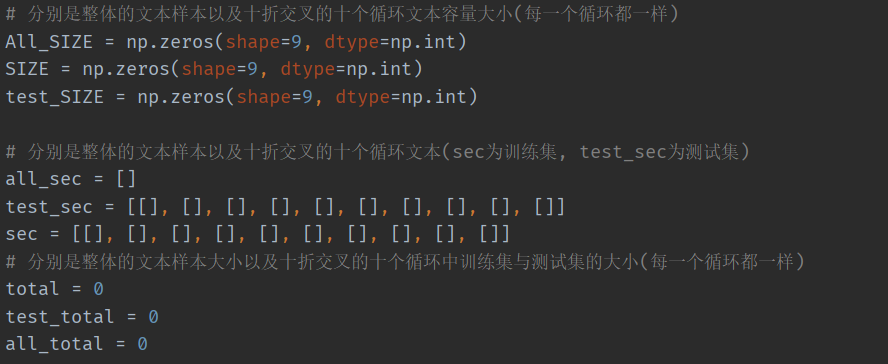 # 分别是整体的文本样本以及十折交叉的十个循环文本容量大小(每一个循环都一样)
All_SIZE = np.zeros(shape=9, dtype=np.int)
SIZE = np.zeros(shape=9, dtype=np.int)
test_SIZE = np.zeros(shape=9, dtype=np.int)
# 分别是整体的文本样本以及十折交叉的十个循环文本(sec为训练集, test_sec为测试集)
all_sec = []
test_sec = [[], [], [], [], [], [], [], [], [], []]
sec = [[], [], [], [], [], [], [], [], [], []]
# 分别是整体的文本样本大小以及十折交叉的十个循环中训练集与测试集的大小(每一个循环都一样)
total = 0
test_total = 0
all_total = 0